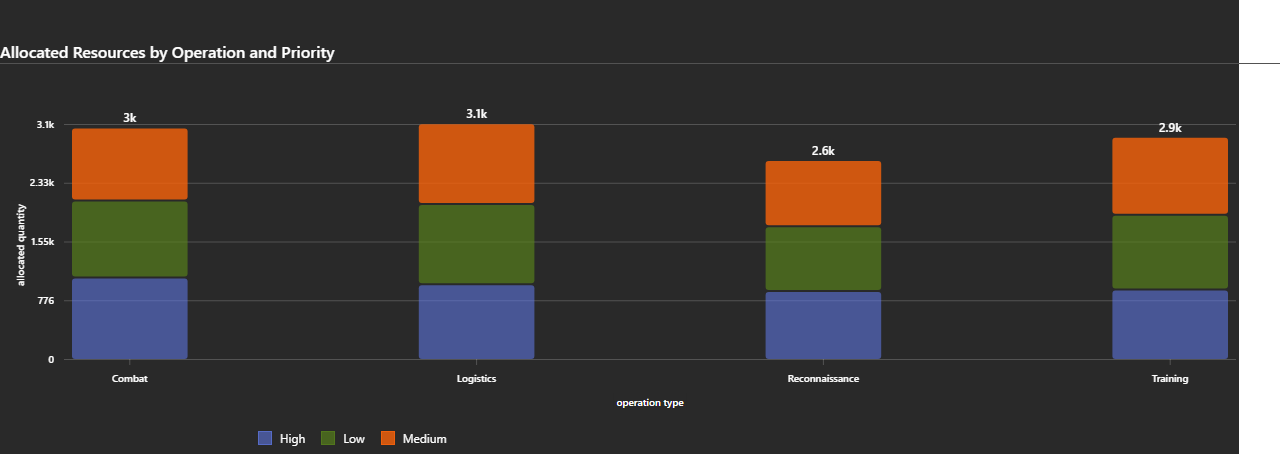 Allocated Resources by Operation and Priority
3k
3.1k
2.6k
2.9k
3.1k
2.33k
1.55k
776
0
allocated quantity
Combat
Logistics
Reconnaissance
Training
operation type
High
Low
Medium